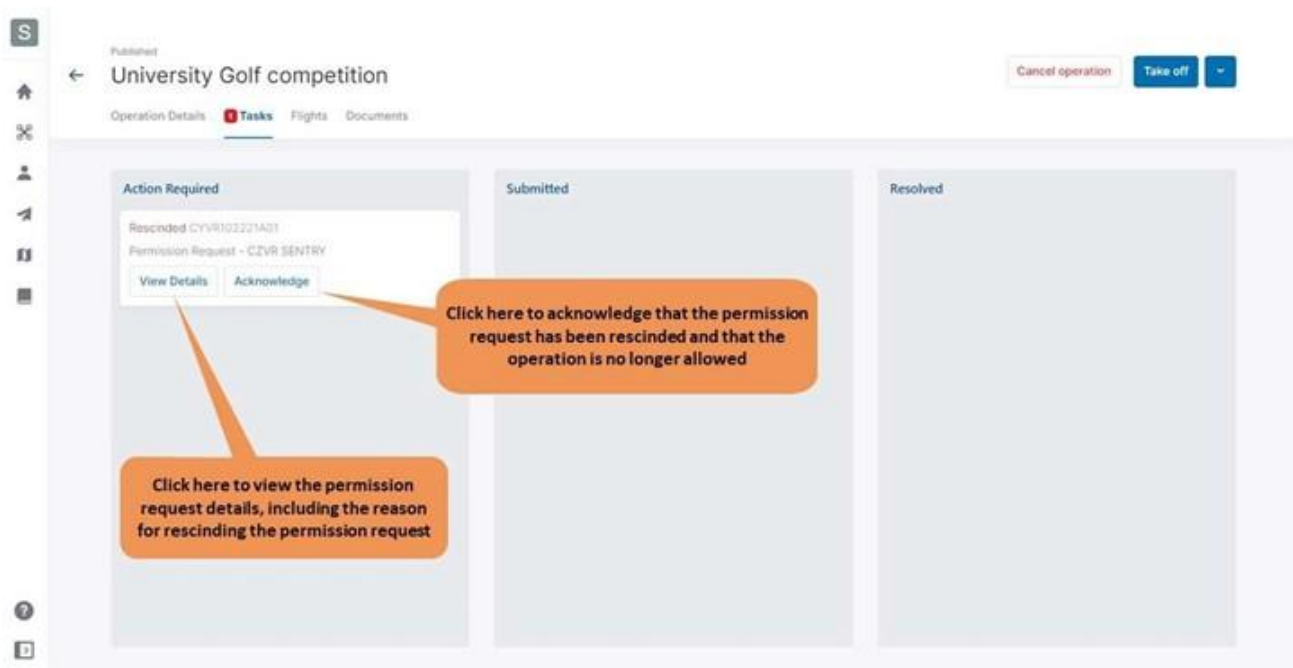 S
Published
University Golf competition
Cancel operation
Take off
Operation Details 1 Tasks Flights Documents
Action Required
Submitted
Resolved
Rescinded CYVR102221A01
Permission Request - CZVR SENTRY
View Details Acknowledge
Click here to acknowledge that the permission
request has been rescinded and that the
operation is no longer allowed
Click here to view the permission
request details, including the reason
for rescinding the permission request